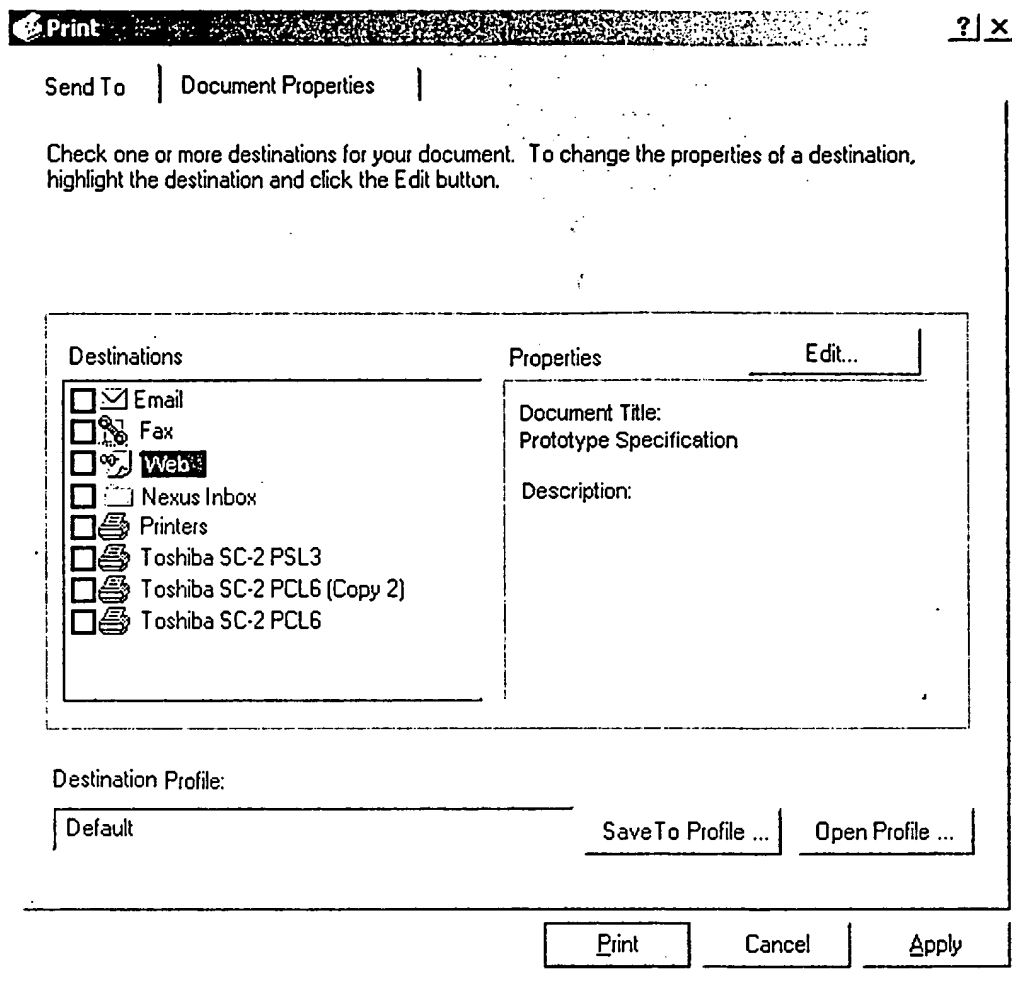 Print
? ×
Send To
Document Properties
Check one or more destinations for your document. To change the properties of a destination,
highlight the destination and click the Edit button.
Destinations
Properties
Edit...
Email
Fax
Web
Nexus Inbox
Printers
Toshiba SC-2 PSL3
Toshiba SC-2 PCL6 (Copy 2)
Toshiba SC-2 PCL6
Document Title:
Prototype Specification
Description:
Destination Profile:
Default
Save To Profile ...
Open Profile ...
Print
Cancel
Apply